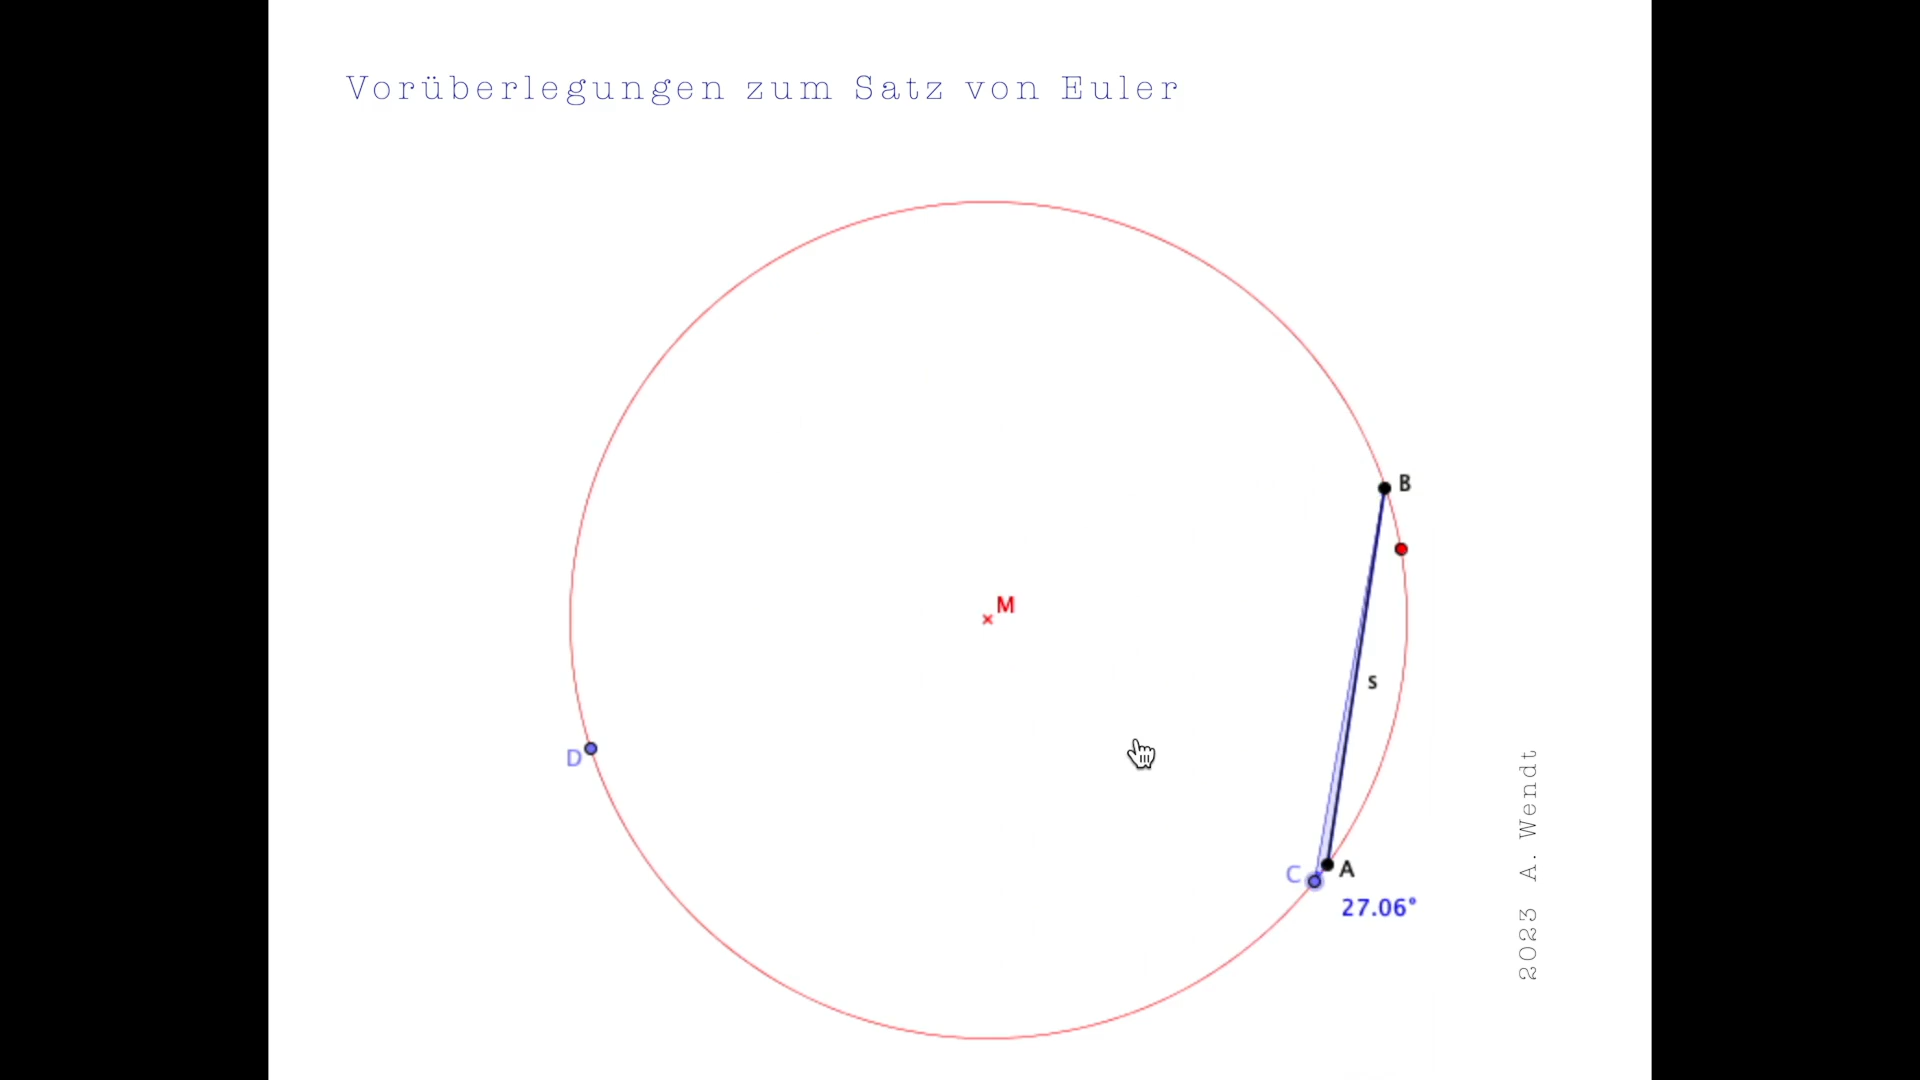 Vorüberlegungen zum Satz von Euler
B
M
s
D
C
A
27.06°
2023 A. Wendt